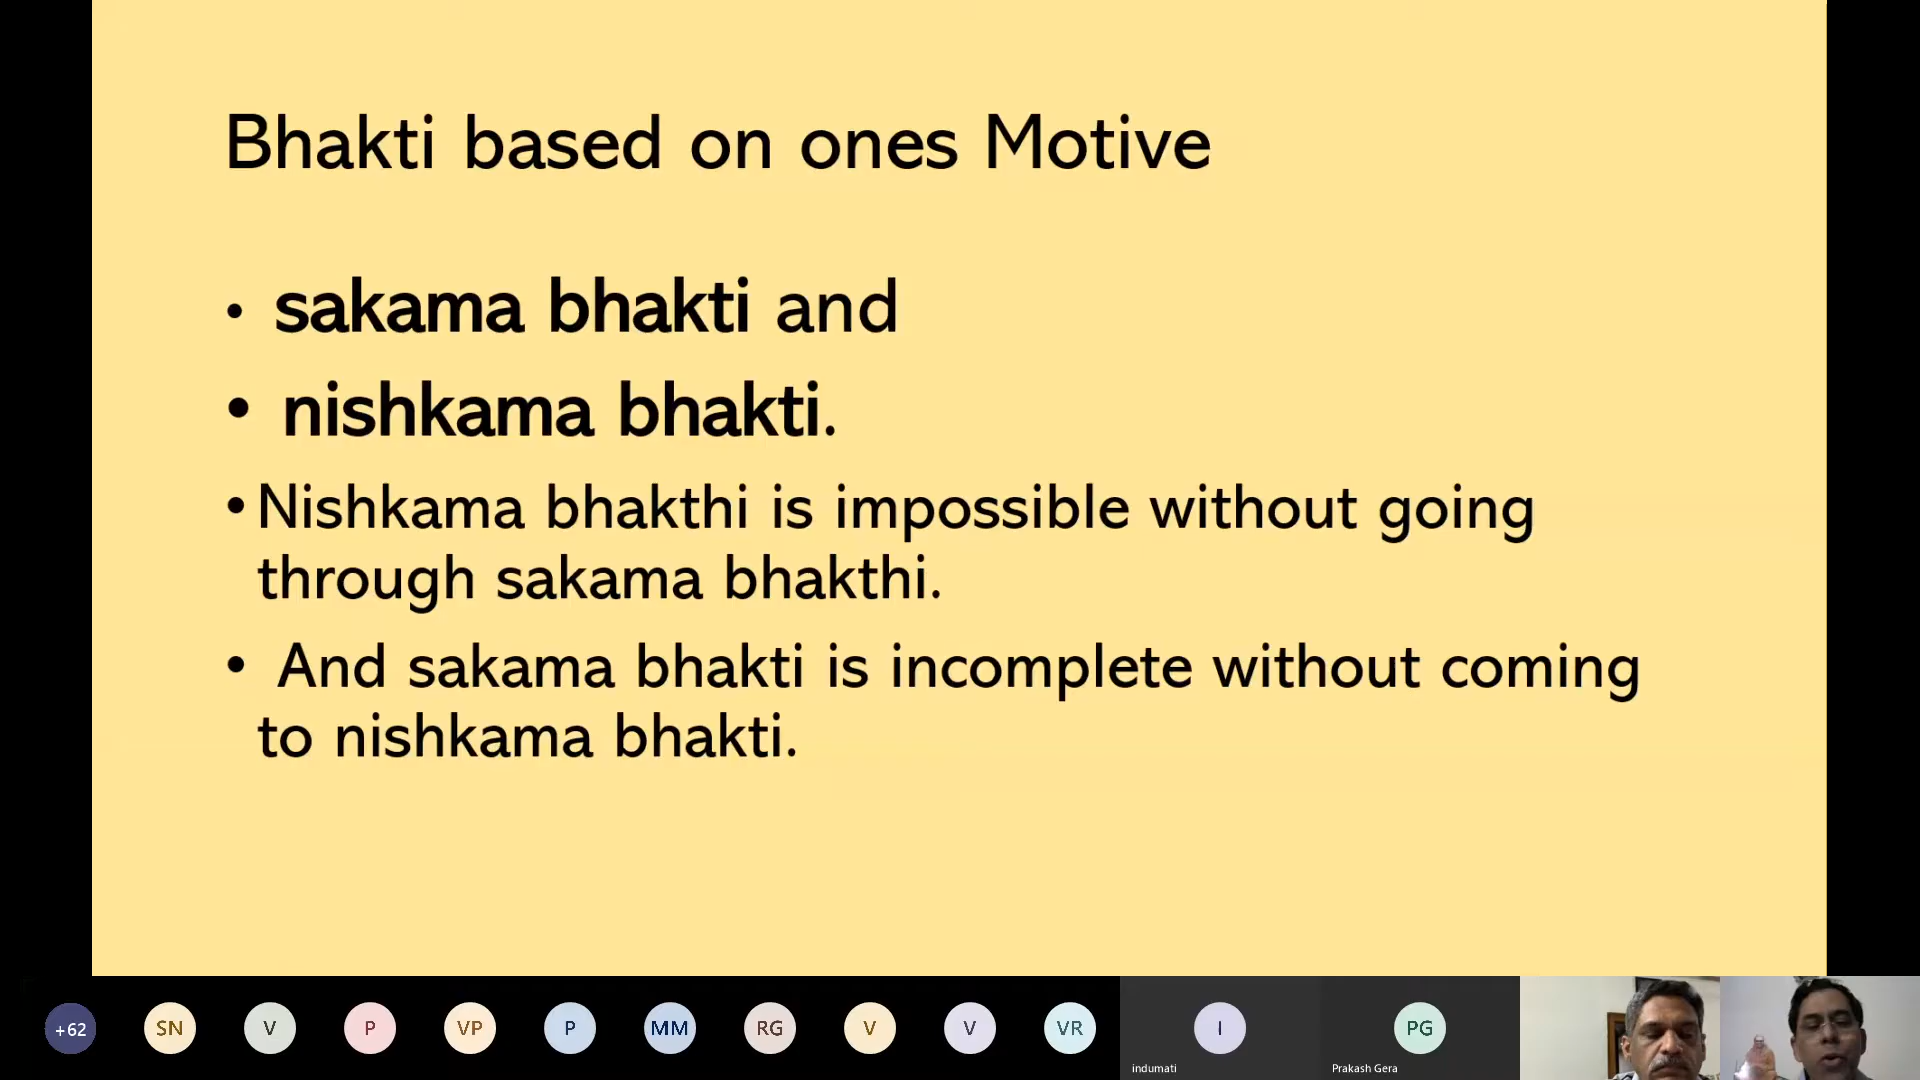 Bhakti based on ones Motive
• sakama bhakti and
• nishkama bhakti.
• Nishkama bhakthi is impossible without going
through sakama bhakthi.
• And sakama bhakti is incomplete without coming
to nishkama bhakti.
+62 SN V P VP P MM RG V V VR I PG
indumati Prakash Gera